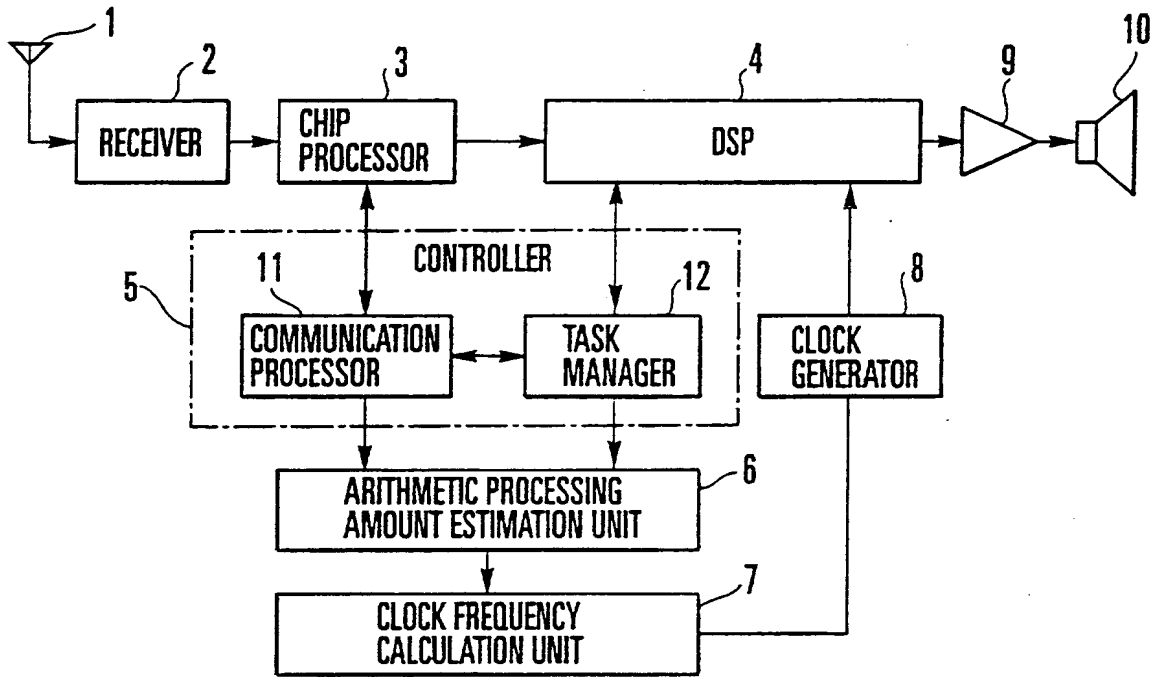 1
2
3
4
9
10
RECEIVER
CHIP
PROCESSOR
DSP
CONTROLLER
5
11
12
8
COMMUNICATION
PROCESSOR
TASK
MANAGER
CLOCK
GENERATOR
6
ARITHMETIC PROCESSING
AMOUNT ESTIMATION UNIT
7
CLOCK FREQUENCY
CALCULATION UNIT